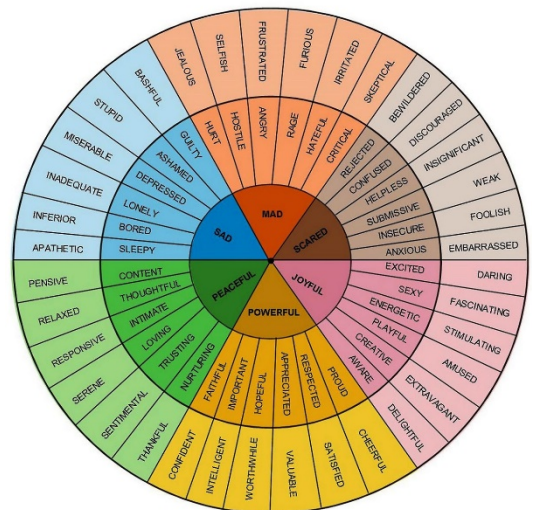 MAD
SCARED
JOYFUL
POWERFUL
PEACEFUL
SAD
HURT
HOSTILE
ANGRY
RAGE
HATEFUL
CRITICAL
REJECTED
CONFUSED
HELPLESS
SUBMISSIVE
INSECURE
ANXIOUS
EXCITED
SEXY
ENERGETIC
PLAYFUL
CREATIVE
AWARE
PROUD
RESPECTED
APPRECIATED
HOPEFUL
IMPORTANT
FAITHFUL
NURTURING
TRUSTING
LOVING
INTIMATE
THOUGHTFUL
CONTENT
SLEEPY
BORED
LONELY
DEPRESSED
ASHAMED
GUILTY
JEALOUS
SELFISH
FRUSTRATED
FURIOUS
IRRITATED
SKEPTICAL
BEWILDERED
DISCOURAGED
INSIGNIFICANT
WEAK
FOOLISH
EMBARRASSED
DARING
FASCINATING
STIMULATING
AMUSED
EXTRAVAGANT
DELIGHTFUL
CHEERFUL
SATISFIED
VALUABLE
WORTHWHILE
INTELLIGENT
CONFIDENT
THANKFUL
SENTIMENTAL
SERENE
RESPONSIVE
RELAXED
PENSIVE
APATHETIC
INFERIOR
INADEQUATE
MISERABLE
STUPID
BASHFUL